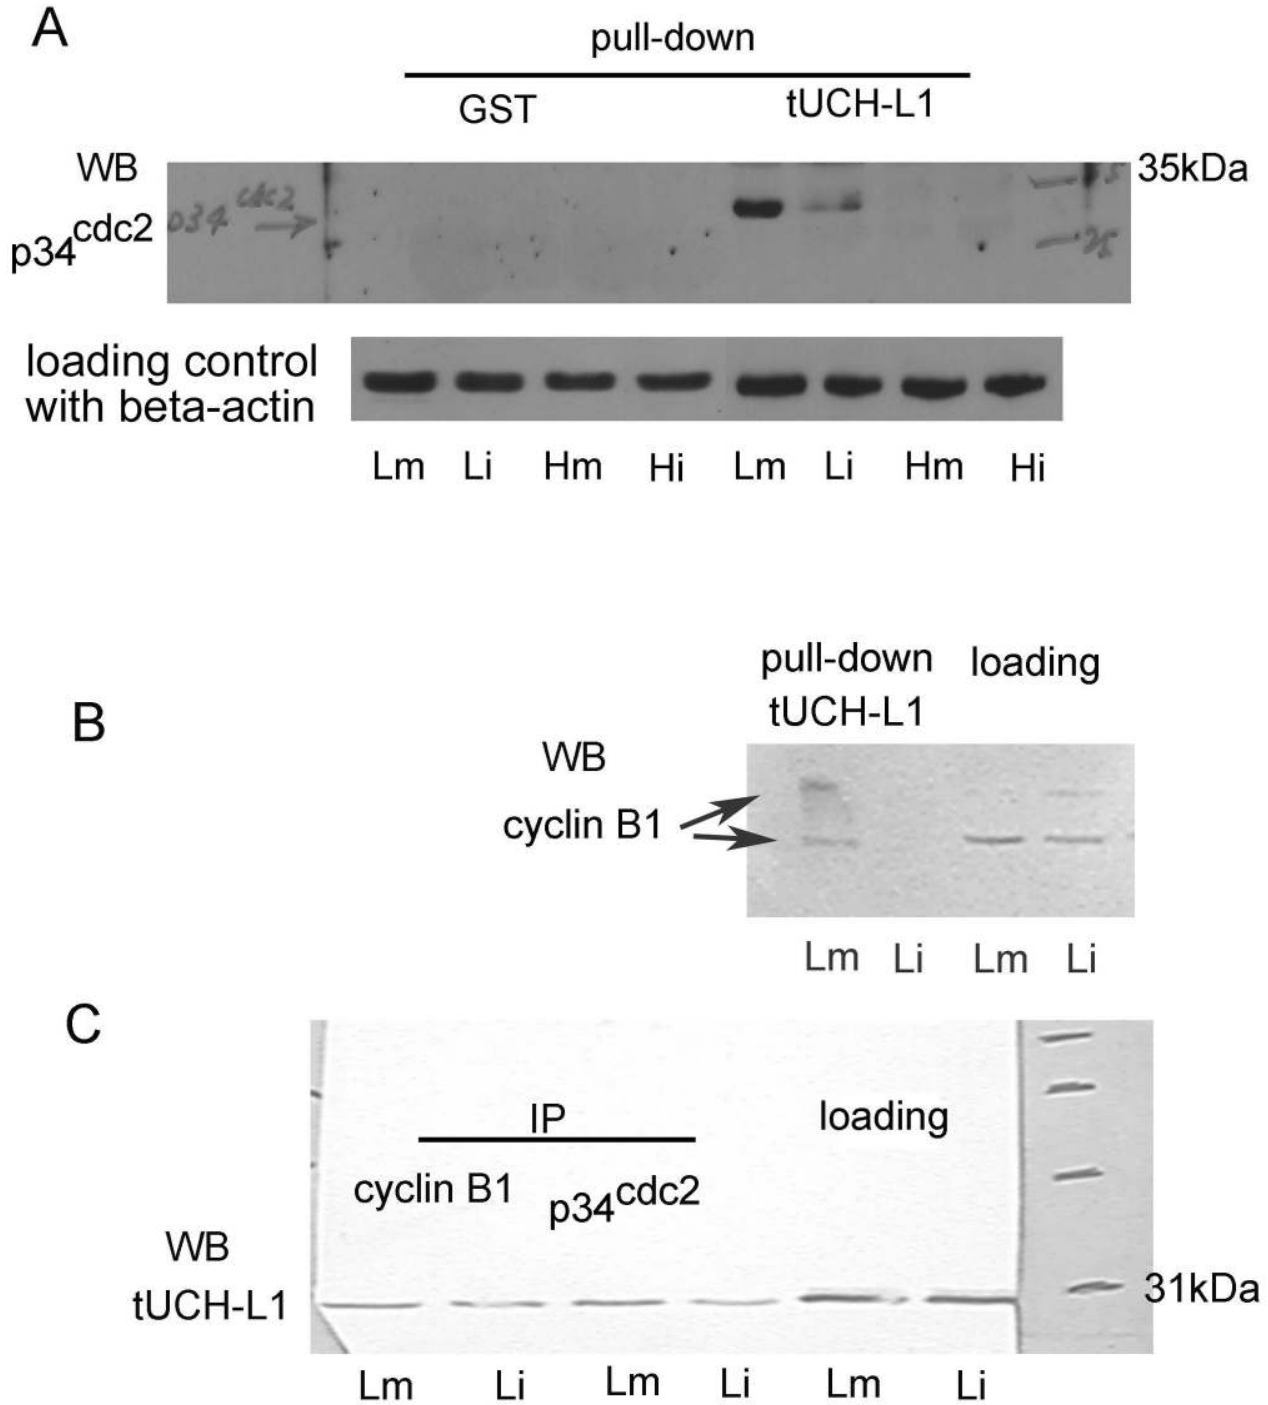 A
pull-down
GST tUCH-L1
WB
35kDa
p34 cdc2
p34cdc2
25
loading control
with beta-actin
Lm Li Hm Hi Lm Li Hm Hi
B
pull-down loading
tUCH-L1
WB
cyclin B1
Lm Li Lm Li
C
IP
loading
cyclin B1 p34cdc2
WB
tUCH-L1
31kDa
Lm Li Lm Li Lm Li